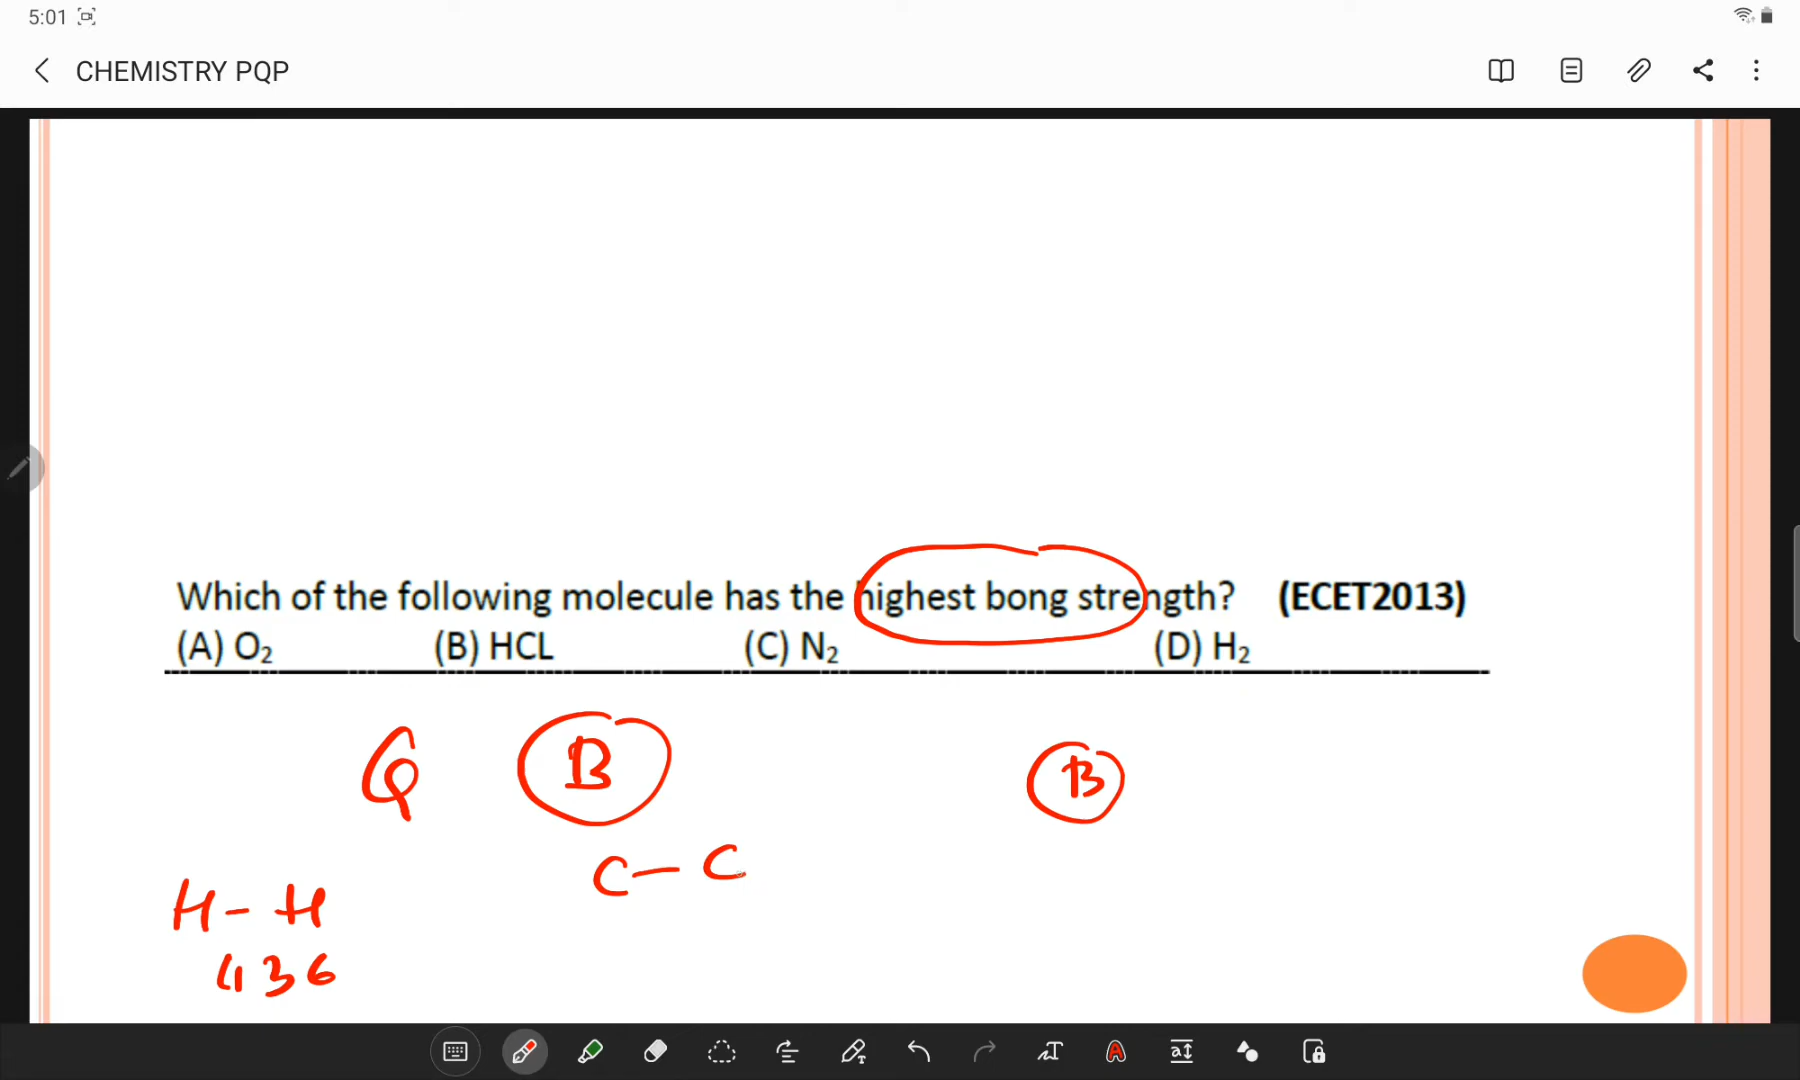 5:01
CHEMISTRY PQP
Which of the following molecule has the highest bong strength? (ECET2013)
(A) O₂ (B) HCL (C) N₂ (D) H₂
Q B B
C - C
H - H
436